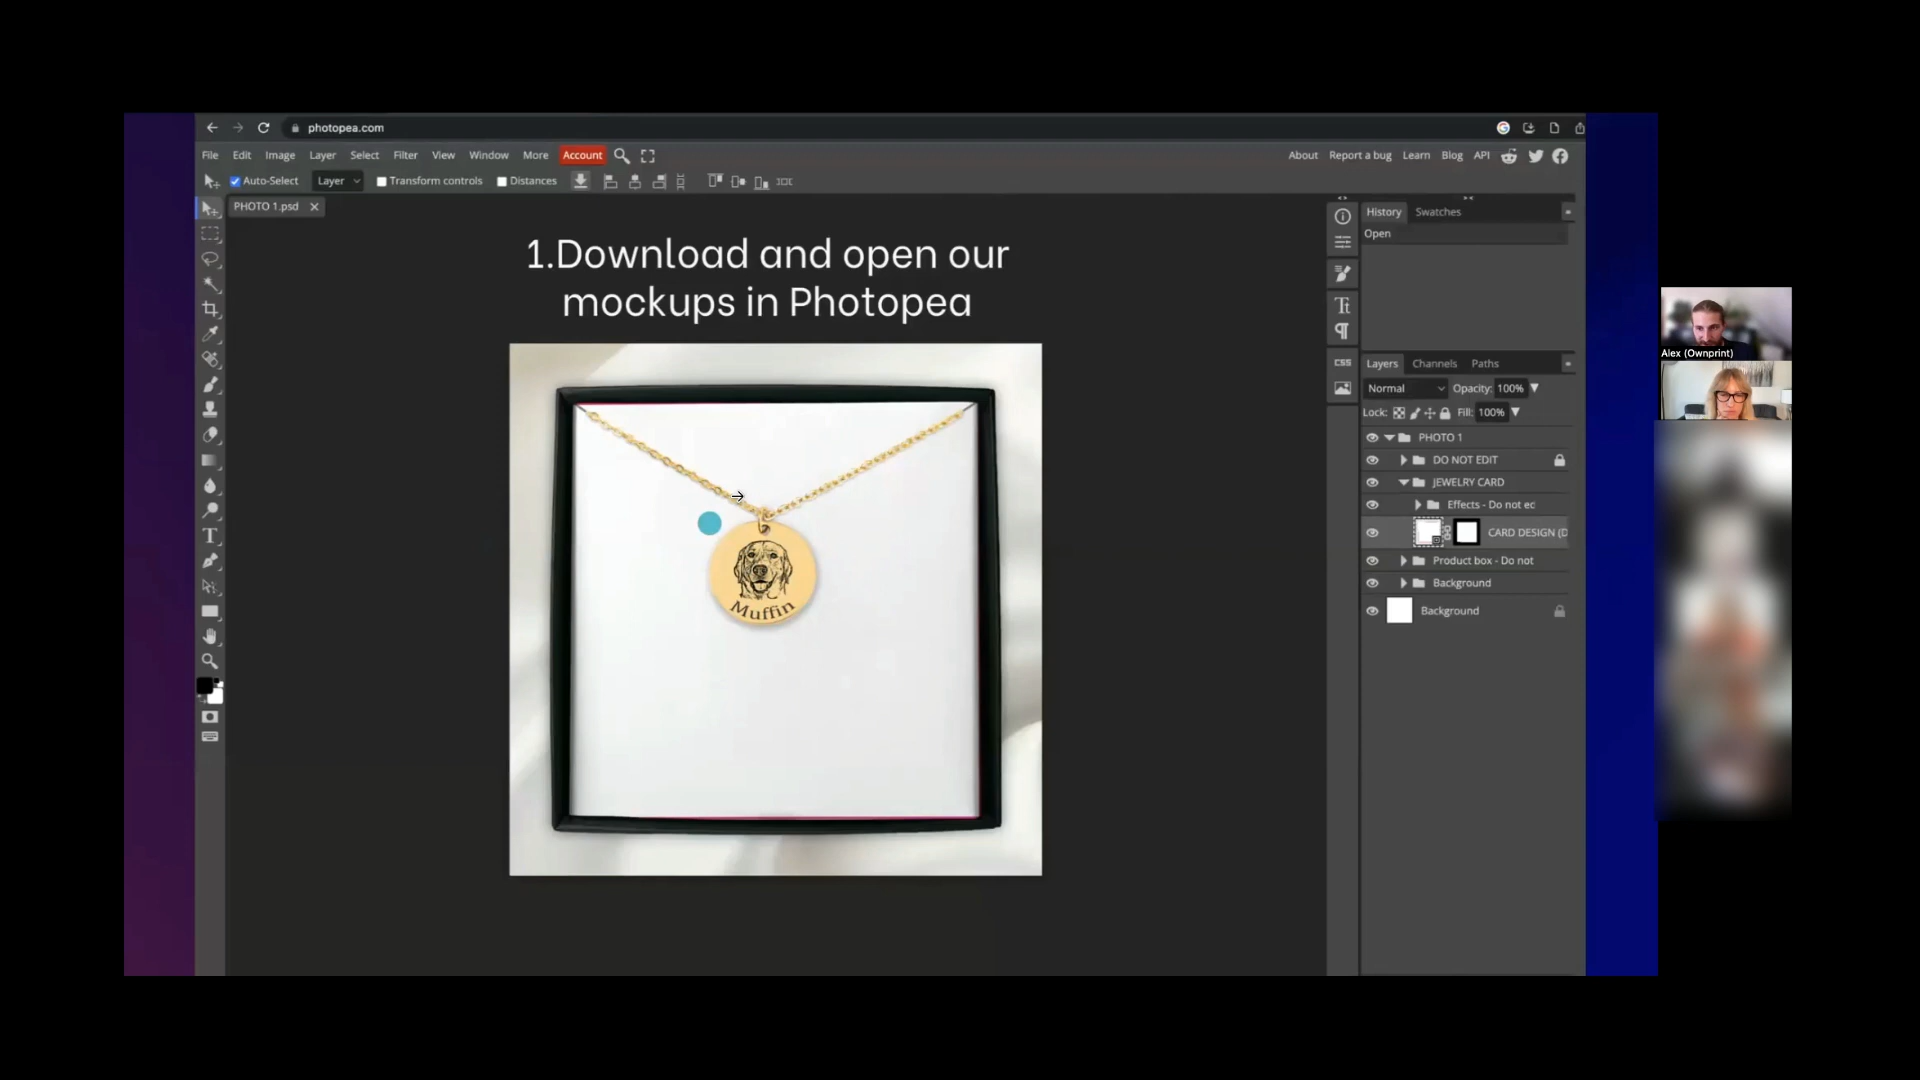 photopea.com
File Edit Image Layer Select Filter View Window More Account
About Report a bug Learn Blog API
Auto-Select Layer Transform controls Distances
PHOTO 1.psd
1.Download and open our
mockups in Photopea
Muffin
History Swatches
Open
Tt
CSS
Layers Channels Paths
Normal Opacity: 100%
Lock: Fill: 100%
PHOTO 1
DO NOT EDIT
JEWELRY CARD
Effects - Do not ec
CARD DESIGN (D
Product box - Do not
Background
Background
T
Alex (Ownprint)